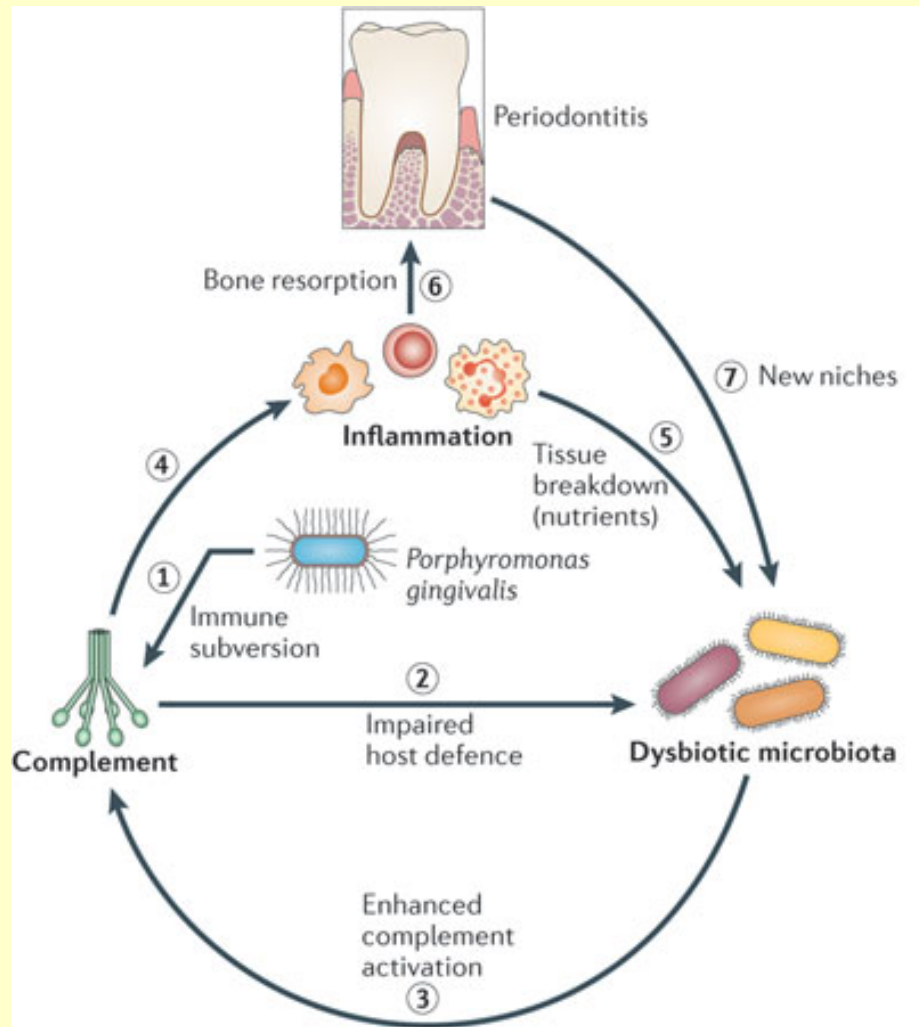 Periodontitis
Bone resorption
⑥
⑦ New niches
Inflammation
④
⑤
Tissue
breakdown
(nutrients)
①
Porphyromonas
gingivalis
Immune
subversion
②
Impaired
host defence
Complement
Dysbiotic microbiota
Enhanced
complement
activation
③